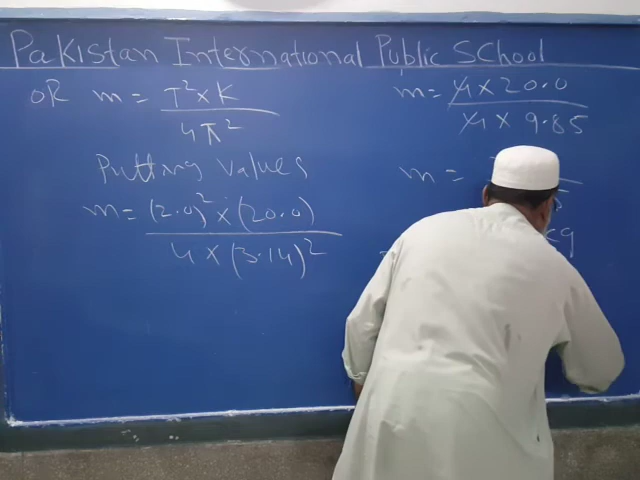 Pakistan International Public School
OR m = T² × K / 4π²
Putting Values
m = (2.0)² × (20.0) / 4 × (3.14)²
m = 4 × 20.0 / 4 × 9.85
m =
kg